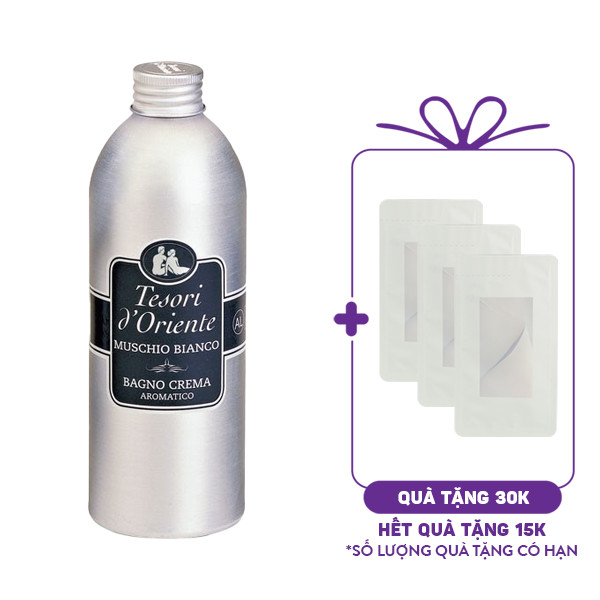 Tesori
d'Oriente
AL
MUSCHIO BIANCO
BAGNO CREMA
AROMATICO
QUÀ TẶNG 30K
HẾT QUÀ TẶNG 15K
*SỐ LƯỢNG QUÀ TẶNG CÓ HẠN